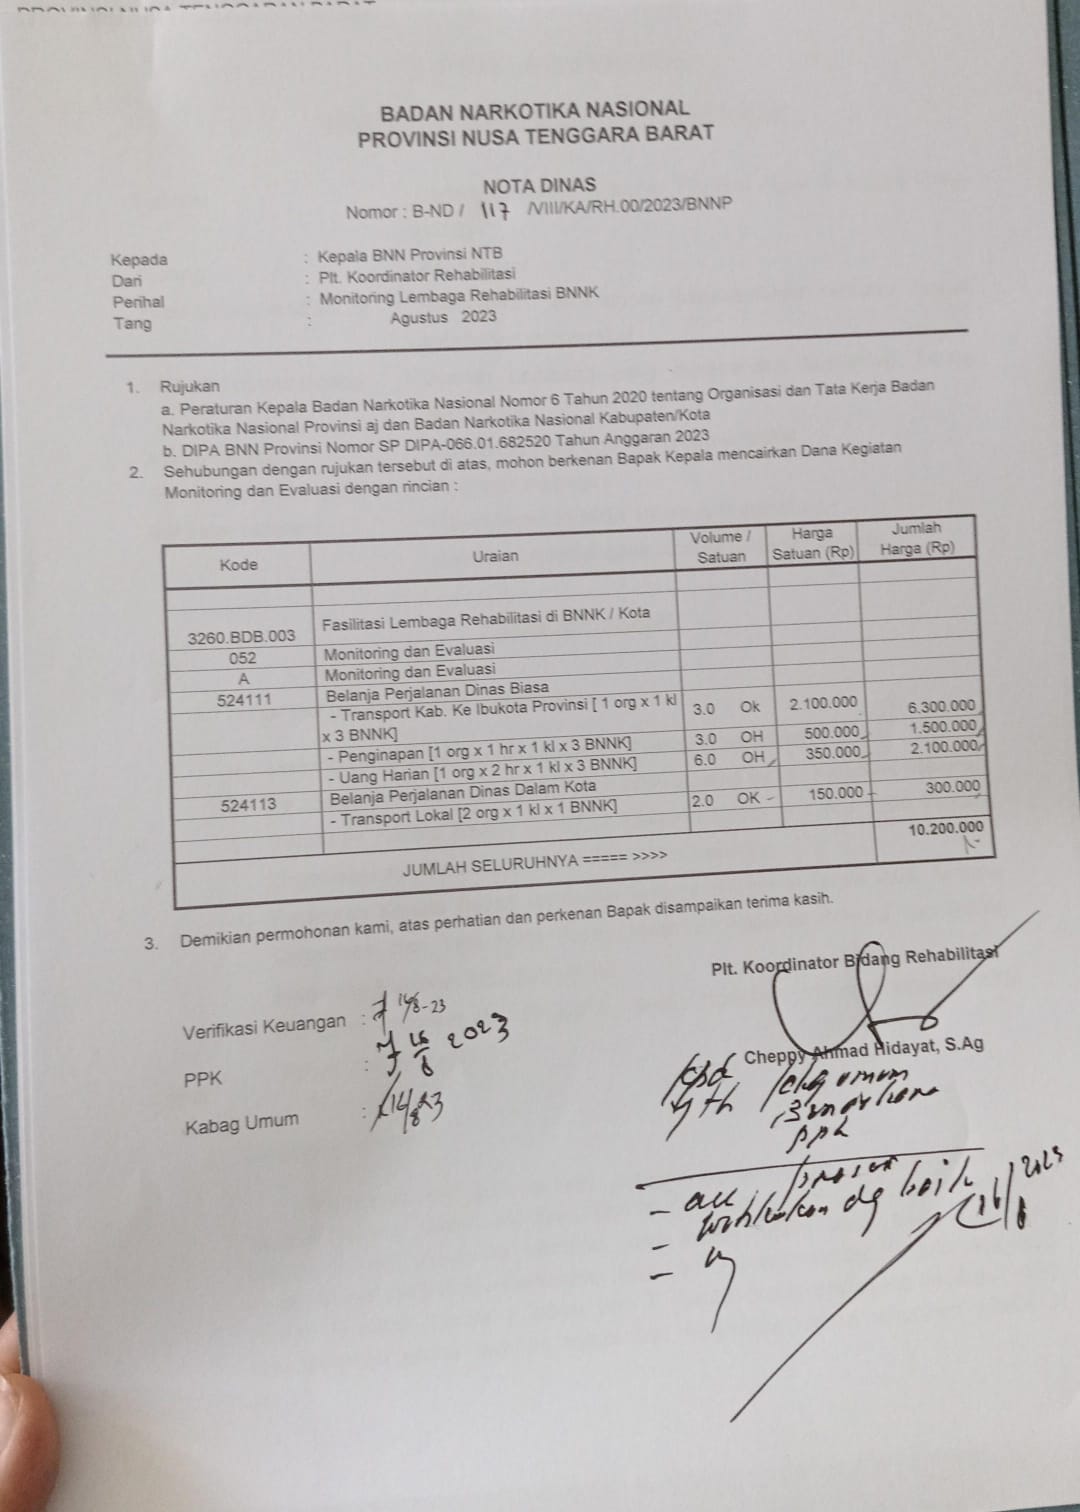 BADAN NARKOTIKA NASIONAL
PROVINSI NUSA TENGGARA BARAT
NOTA DINAS
Nomor : B-ND / 117 /VIII/KA/RH.00/2023/BNNP
Kepada : Kepala BNN Provinsi NTB
Dari : Plt. Koordinator Rehabilitasi
Perihal : Monitoring Lembaga Rehabilitasi BNNK
Tang : Agustus 2023
1. Rujukan
a. Peraturan Kepala Badan Narkotika Nasional Nomor 6 Tahun 2020 tentang Organisasi dan Tata Kerja Badan
Narkotika Nasional Provinsi aj dan Badan Narkotika Nasional Kabupaten/Kota
b. DIPA BNN Provinsi Nomor SP DIPA-066.01.682520 Tahun Anggaran 2023
2. Sehubungan dengan rujukan tersebut di atas, mohon berkenan Bapak Kepala mencairkan Dana Kegiatan
Monitoring dan Evaluasi dengan rincian :
Kode Uraian Volume / Satuan Harga Satuan (Rp) Jumlah Harga (Rp)
3260.BDB.003 Fasilitasi Lembaga Rehabilitasi di BNNK / Kota
052 Monitoring dan Evaluasi
A Monitoring dan Evaluasi
524111 Belanja Perjalanan Dinas Biasa
- Transport Kab. Ke Ibukota Provinsi [ 1 org x 1 kl
x 3 BNNK] 3.0 Ok 2.100.000 6.300.000
- Penginapan [1 org x 1 hr x 1 kl x 3 BNNK] 3.0 OH 500.000 1.500.000
- Uang Harian [1 org x 2 hr x 1 kl x 3 BNNK] 6.0 OH 350.000 2.100.000
524113 Belanja Perjalanan Dinas Dalam Kota
- Transport Lokal [2 org x 1 kl x 1 BNNK] 2.0 OK 150.000 300.000
JUMLAH SELURUHNYA ===== >>>> 10.200.000
3. Demikian permohonan kami, atas perhatian dan perkenan Bapak disampaikan terima kasih.
Plt. Koordinator Bidang Rehabilitasi
Verifikasi Keuangan : 14/8-23
PPK : 2023
Kabag Umum : 14/8 23
Cheppy Ahmad Hidayat, S.Ag
yth umum
ppk
- acc
- dg baik
2023